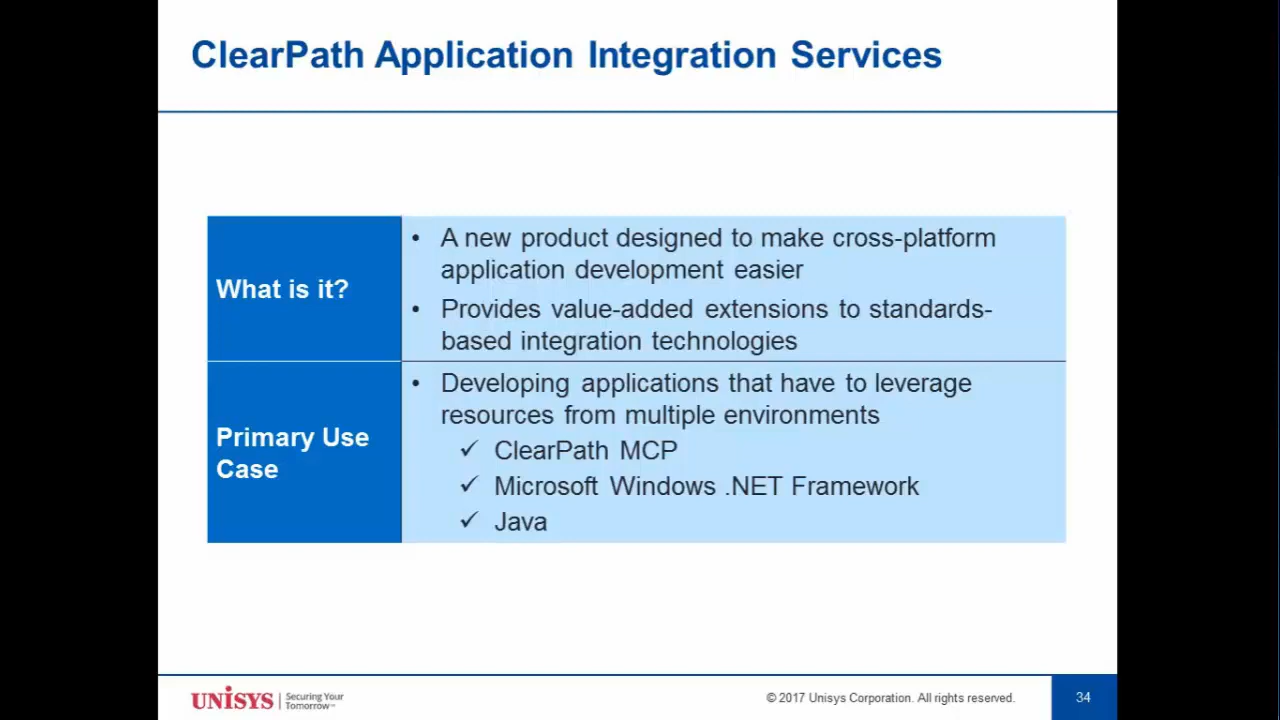 ClearPath Application Integration Services
What is it?
• A new product designed to make cross-platform
application development easier
• Provides value-added extensions to standards-
based integration technologies
Primary Use
Case
• Developing applications that have to leverage
resources from multiple environments
✓ ClearPath MCP
✓ Microsoft Windows .NET Framework
✓ Java
UNISYS
Securing Your
Tomorrow™
© 2017 Unisys Corporation. All rights reserved.
34